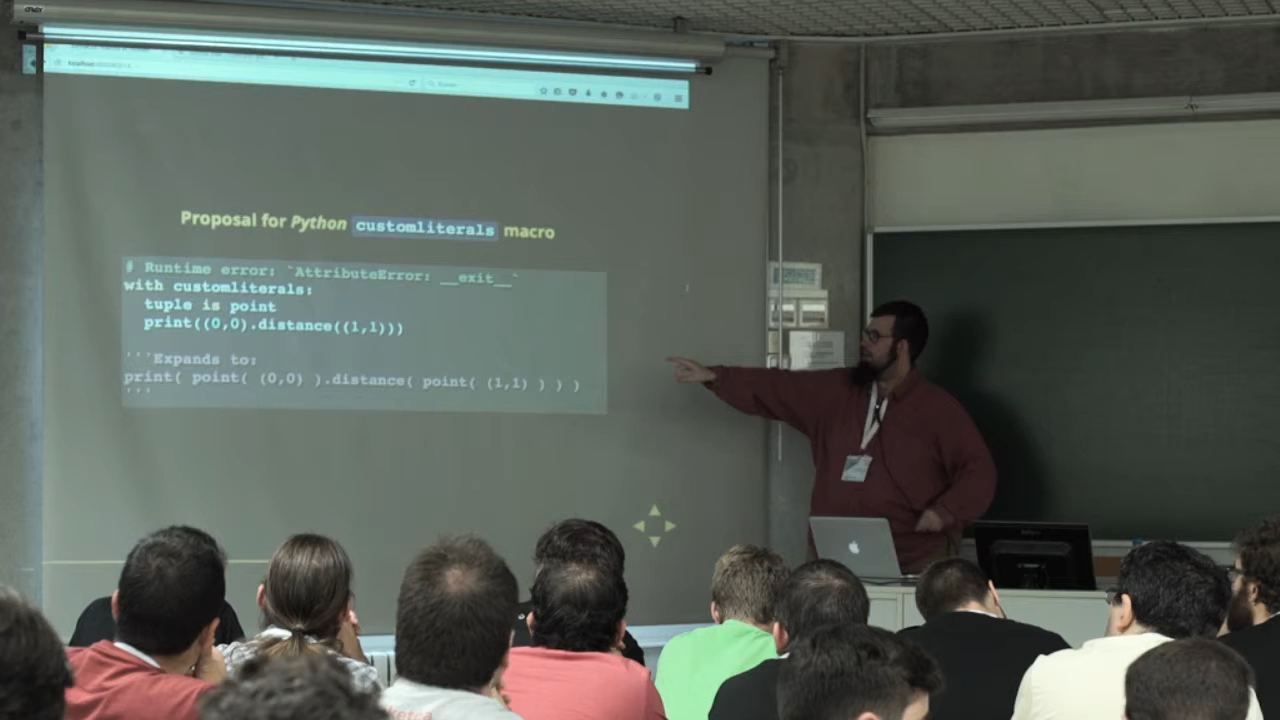 localhost
Proposal for Python customliterals macro
# Runtime error: `AttributeError: __exit__`
with customliterals:
  tuple is point
  print((0,0).distance((1,1)))
'''Expands to:
print( point( (0,0) ).distance( point( (1,1) ) ) )
'''